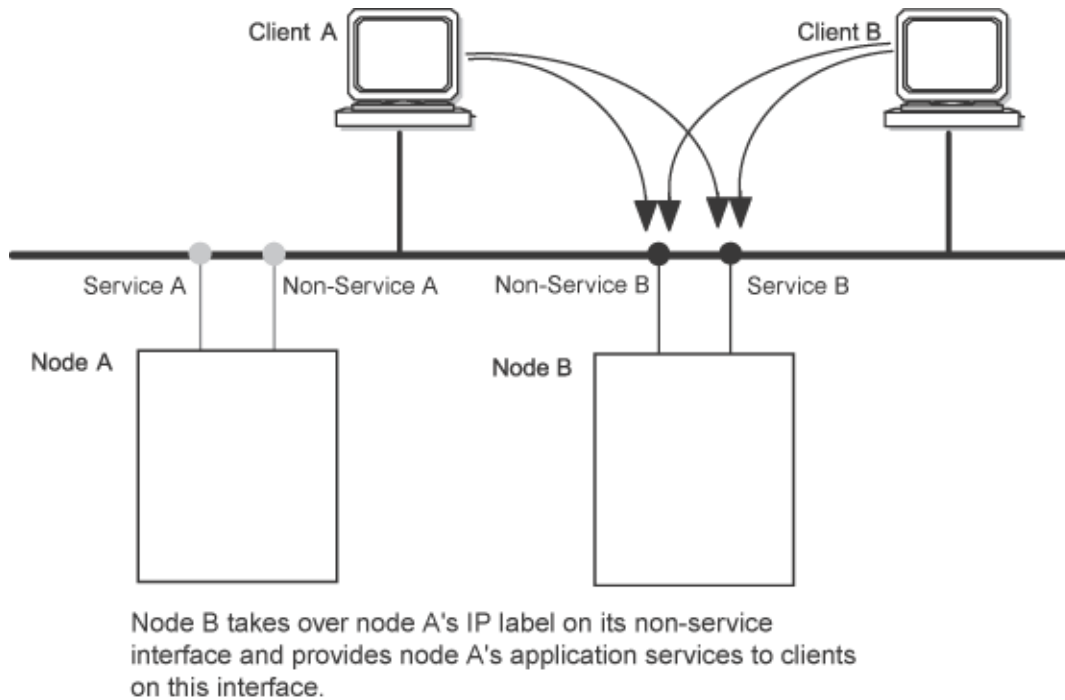 Client A
Client B
Service A
Non-Service A
Non-Service B
Service B
Node A
Node B
Node B takes over node A's IP label on its non-service
interface and provides node A's application services to clients
on this interface.